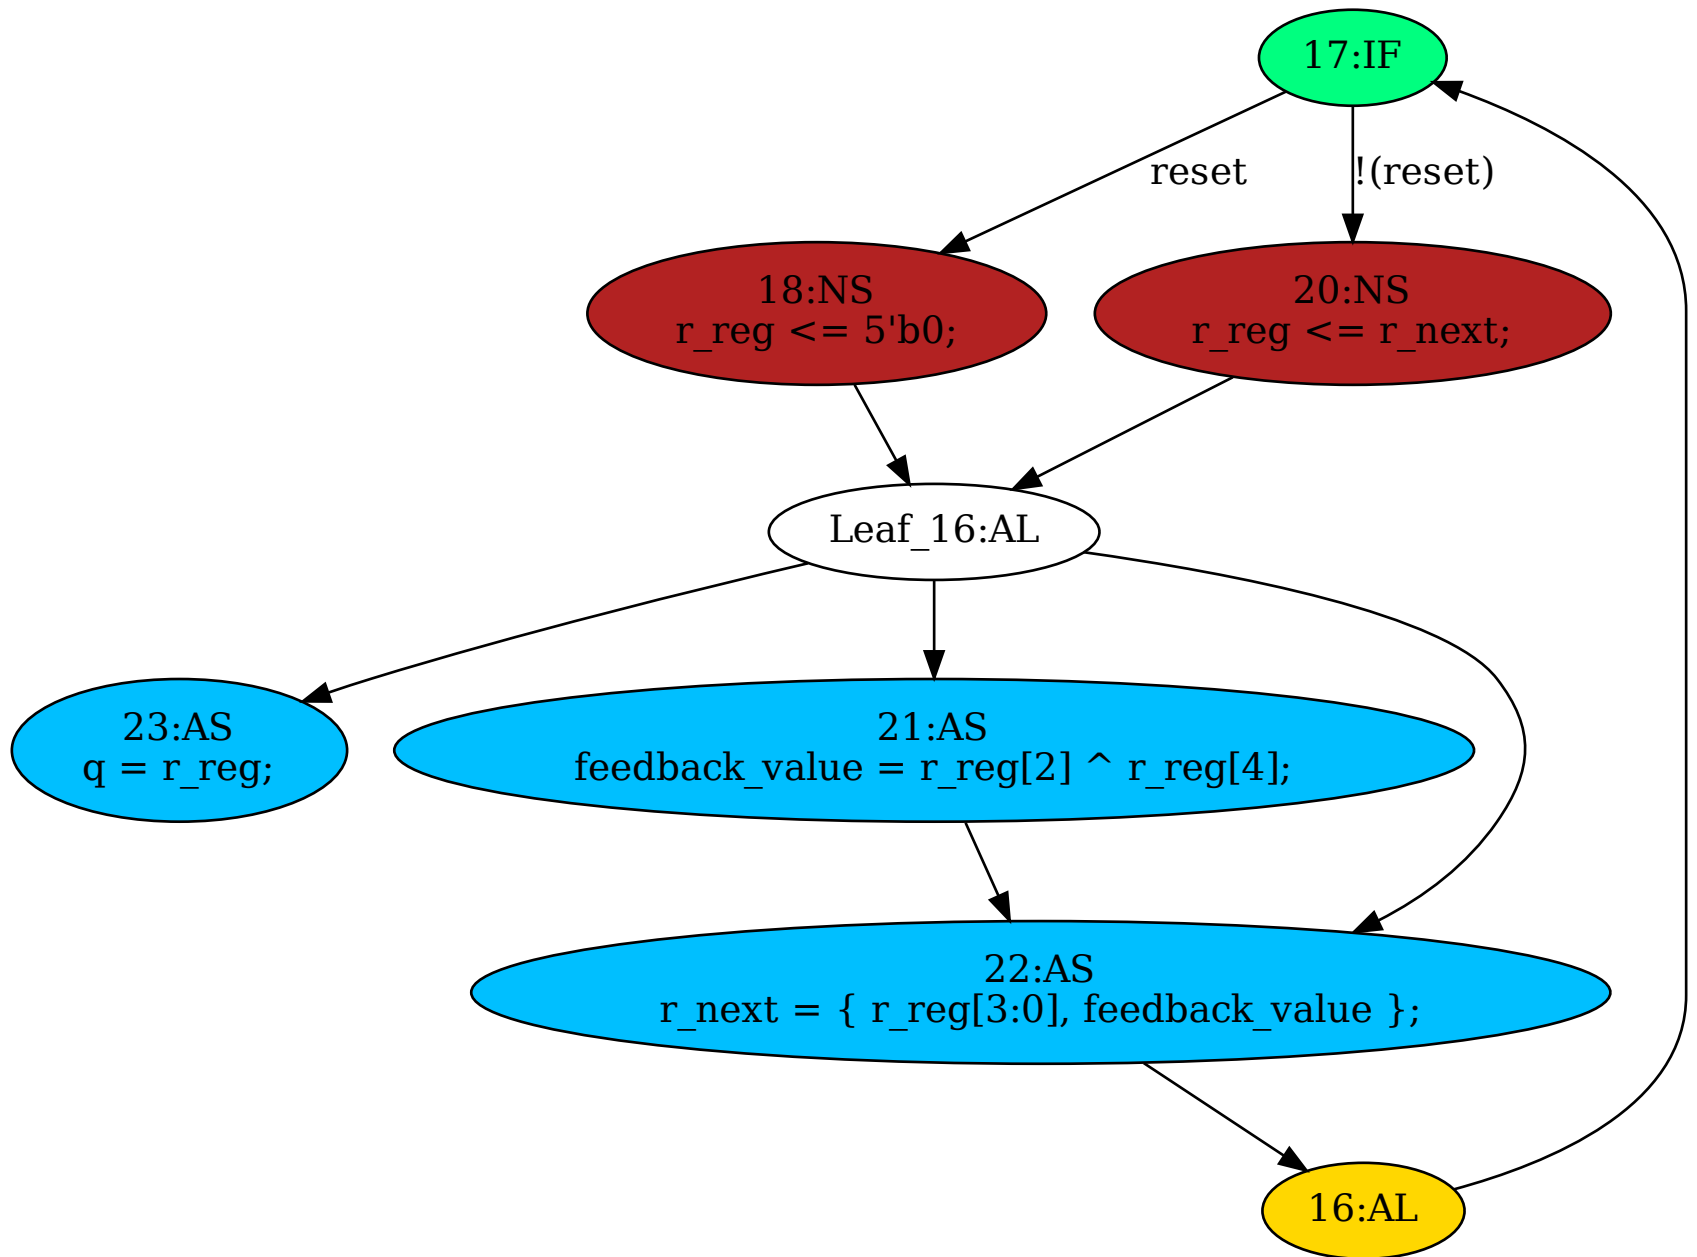 17:IF
reset
!(reset)
18:NS
r_reg <= 5'b0;
20:NS
r_reg <= r_next;
Leaf_16:AL
23:AS
q = r_reg;
21:AS
feedback_value = r_reg[2] ^ r_reg[4];
22:AS
r_next = { r_reg[3:0], feedback_value };
16:AL